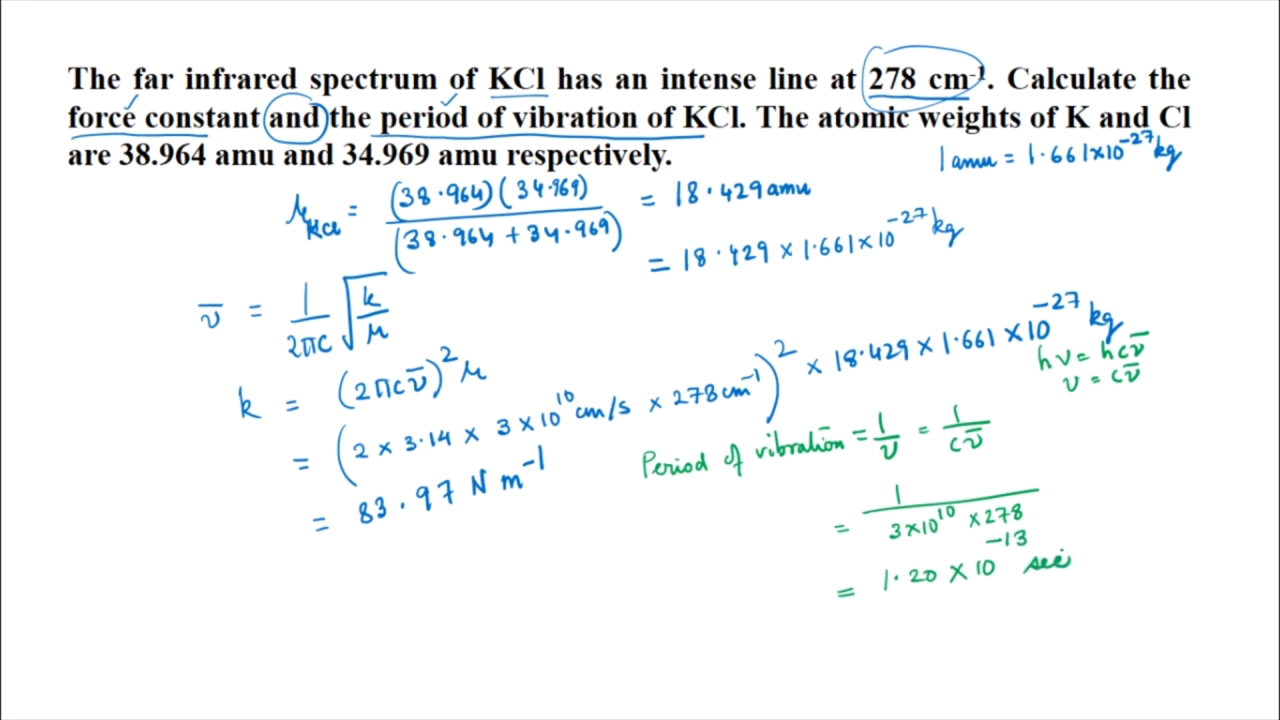 The far infrared spectrum of KCl has an intense line at 278 cm⁻¹. Calculate the
force constant and the period of vibration of KCl. The atomic weights of K and Cl
are 38.964 amu and 34.969 amu respectively.
1 amu = 1.661×10⁻²⁷ kg
μ_KCl = (38.964)(34.969) / (38.964 + 34.969) = 18.429 amu
= 18.429 × 1.661×10⁻²⁷ kg
ν̅ = 1/2πc √k/μ
k = (2πcν̅)² μ
= (2 × 3.14 × 3×10¹⁰ cm/s × 278 cm⁻¹)² × 18.429 × 1.661 × 10⁻²⁷ kg
= 83.97 N m⁻¹
hν = hcν̅
ν = cν̅
Period of vibration = 1/ν = 1/cν̅
= 1 / 3×10¹⁰ × 278
= 1.20 × 10⁻¹³ sec